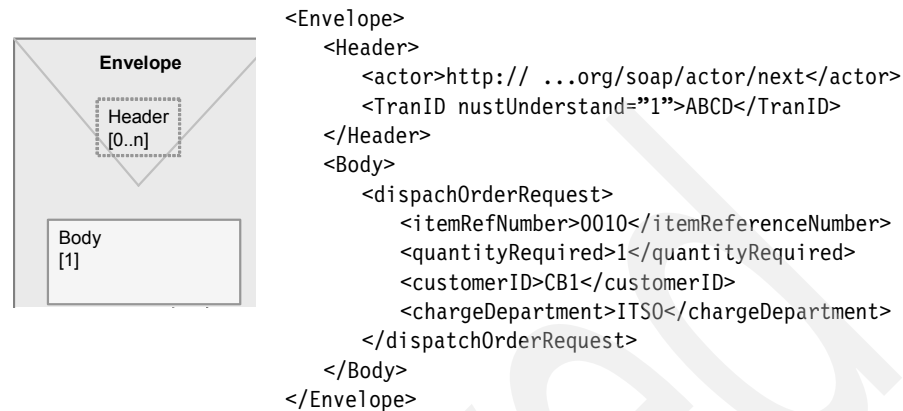 Envelope
Header
[0..n]
Body
[1]
<Envelope>
<Header>
<actor>http:// ...org/soap/actor/next</actor>
<TranID nustUnderstand=”1”>ABCD</TranID>
</Header>
<Body>
<dispachOrderRequest>
<itemRefNumber>0010</itemReferenceNumber>
<quantityRequired>1</quantityRequired>
<customerID>CB1</customerID>
<chargeDepartment>ITSO</chargeDepartment>
</dispatchOrderRequest>
</Body>
</Envelope>